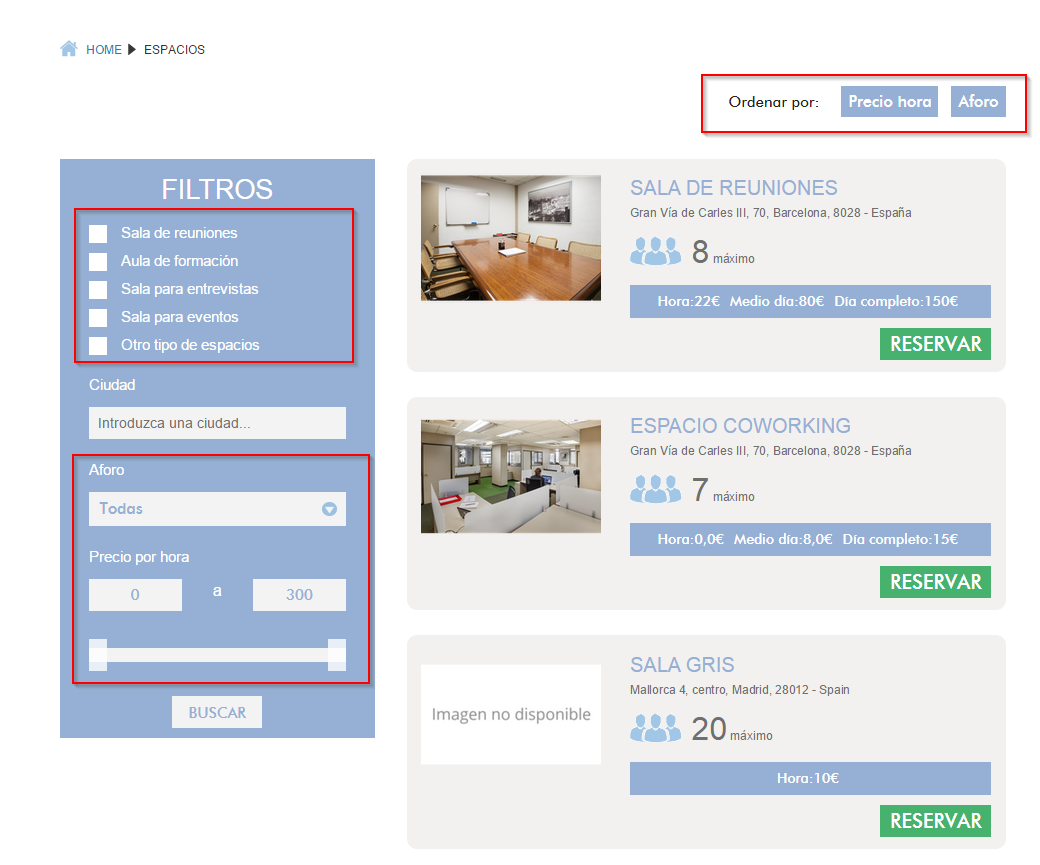 HOME ESPACIOS
Ordenar por: Precio hora Aforo
FILTROS
Sala de reuniones
Aula de formación
Sala para entrevistas
Sala para eventos
Otro tipo de espacios
Ciudad
Introduzca una ciudad...
Aforo
Todas
Precio por hora
0 a 300
BUSCAR
SALA DE REUNIONES
Gran Vía de Carles III, 70, Barcelona, 8028 - España
8 máximo
Hora:22€ Medio día:80€ Día completo:150€
RESERVAR
ESPACIO COWORKING
Gran Vía de Carles III, 70, Barcelona, 8028 - España
7 máximo
Hora:0,0€ Medio día:8,0€ Día completo:15€
RESERVAR
Imagen no disponible
SALA GRIS
Mallorca 4, centro, Madrid, 28012 - Spain
20 máximo
Hora:10€
RESERVAR